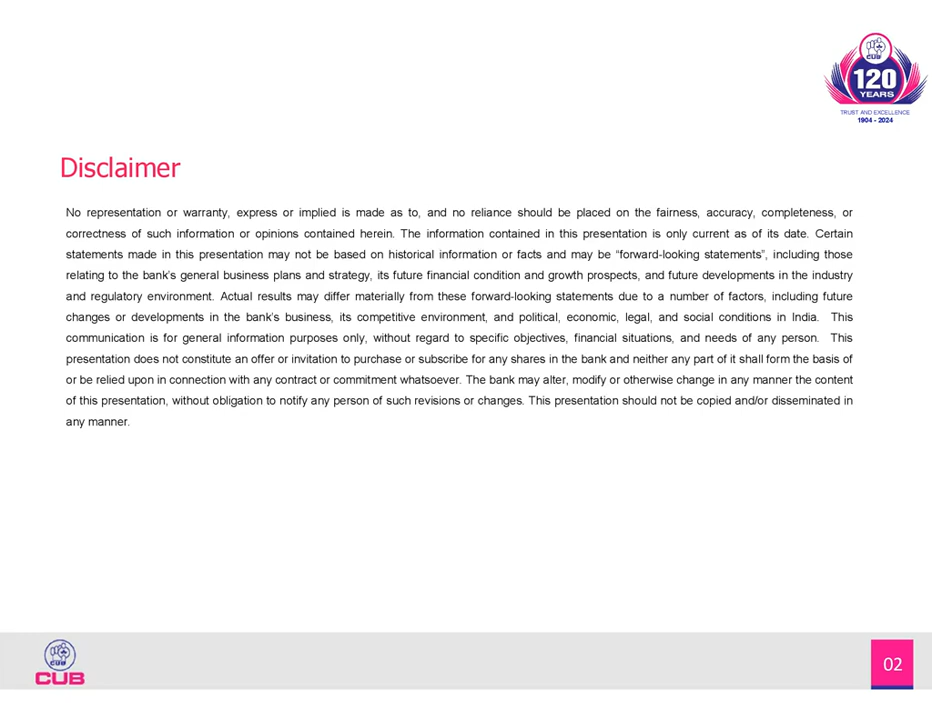 CUB
120
YEARS
TRUST AND EXCELLENCE
1904 - 2024
Disclaimer
No representation or warranty, express or implied is made as to, and no reliance should be placed on the fairness, accuracy, completeness, or
correctness of such information or opinions contained herein. The information contained in this presentation is only current as of its date. Certain
statements made in this presentation may not be based on historical information or facts and may be “forward-looking statements”, including those
relating to the bank’s general business plans and strategy, its future financial condition and growth prospects, and future developments in the industry
and regulatory environment. Actual results may differ materially from these forward-looking statements due to a number of factors, including future
changes or developments in the bank’s business, its competitive environment, and political, economic, legal, and social conditions in India. This
communication is for general information purposes only, without regard to specific objectives, financial situations, and needs of any person. This
presentation does not constitute an offer or invitation to purchase or subscribe for any shares in the bank and neither any part of it shall form the basis of
or be relied upon in connection with any contract or commitment whatsoever. The bank may alter, modify or otherwise change in any manner the content
of this presentation, without obligation to notify any person of such revisions or changes. This presentation should not be copied and/or disseminated in
any manner.
CUB
CUB
02